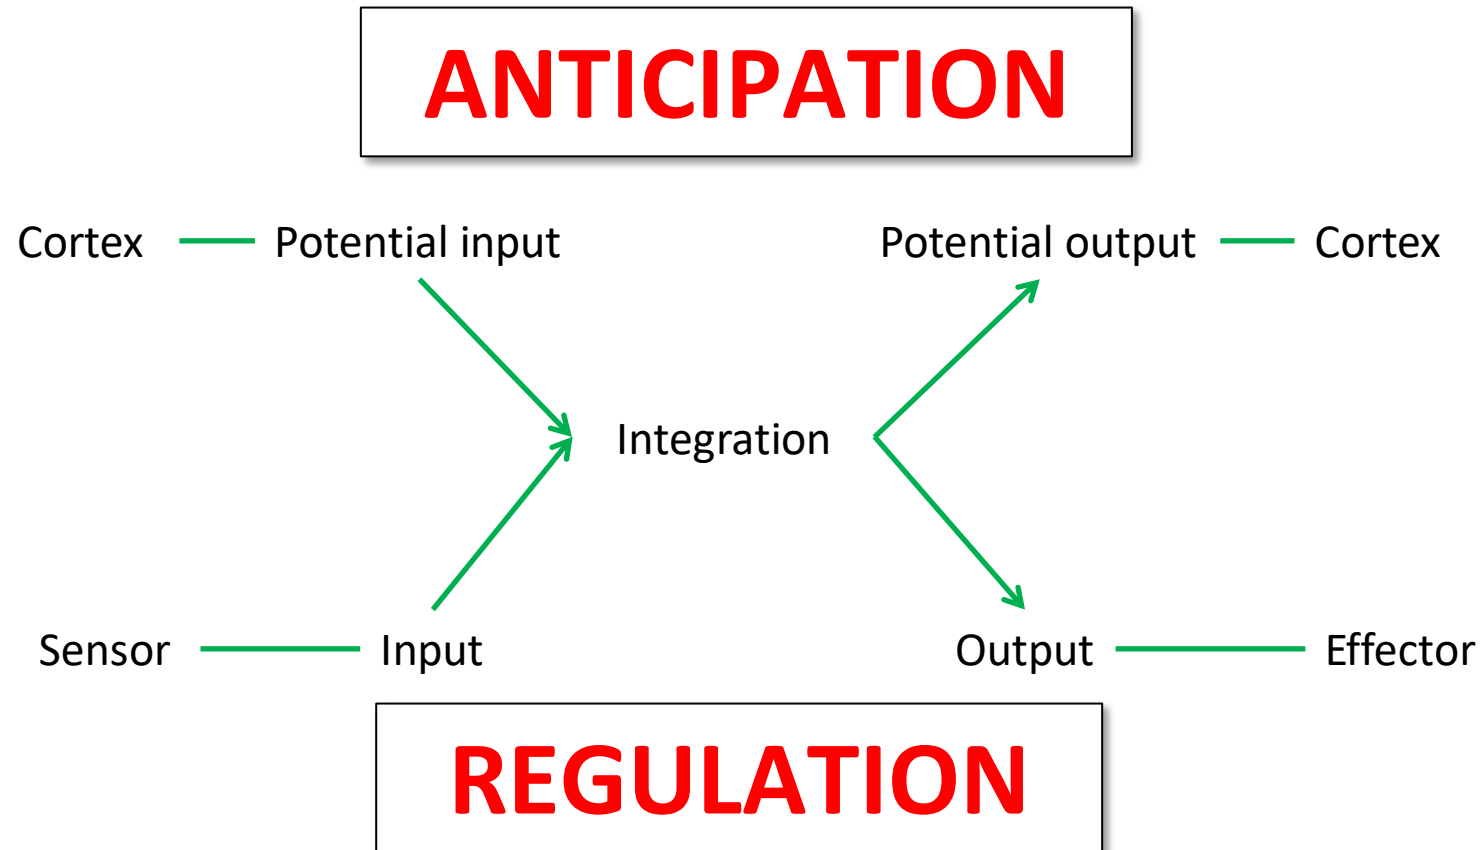 ANTICIPATION
Cortex Potential input Potential output Cortex
Integration
Sensor Input Output Effector
REGULATION